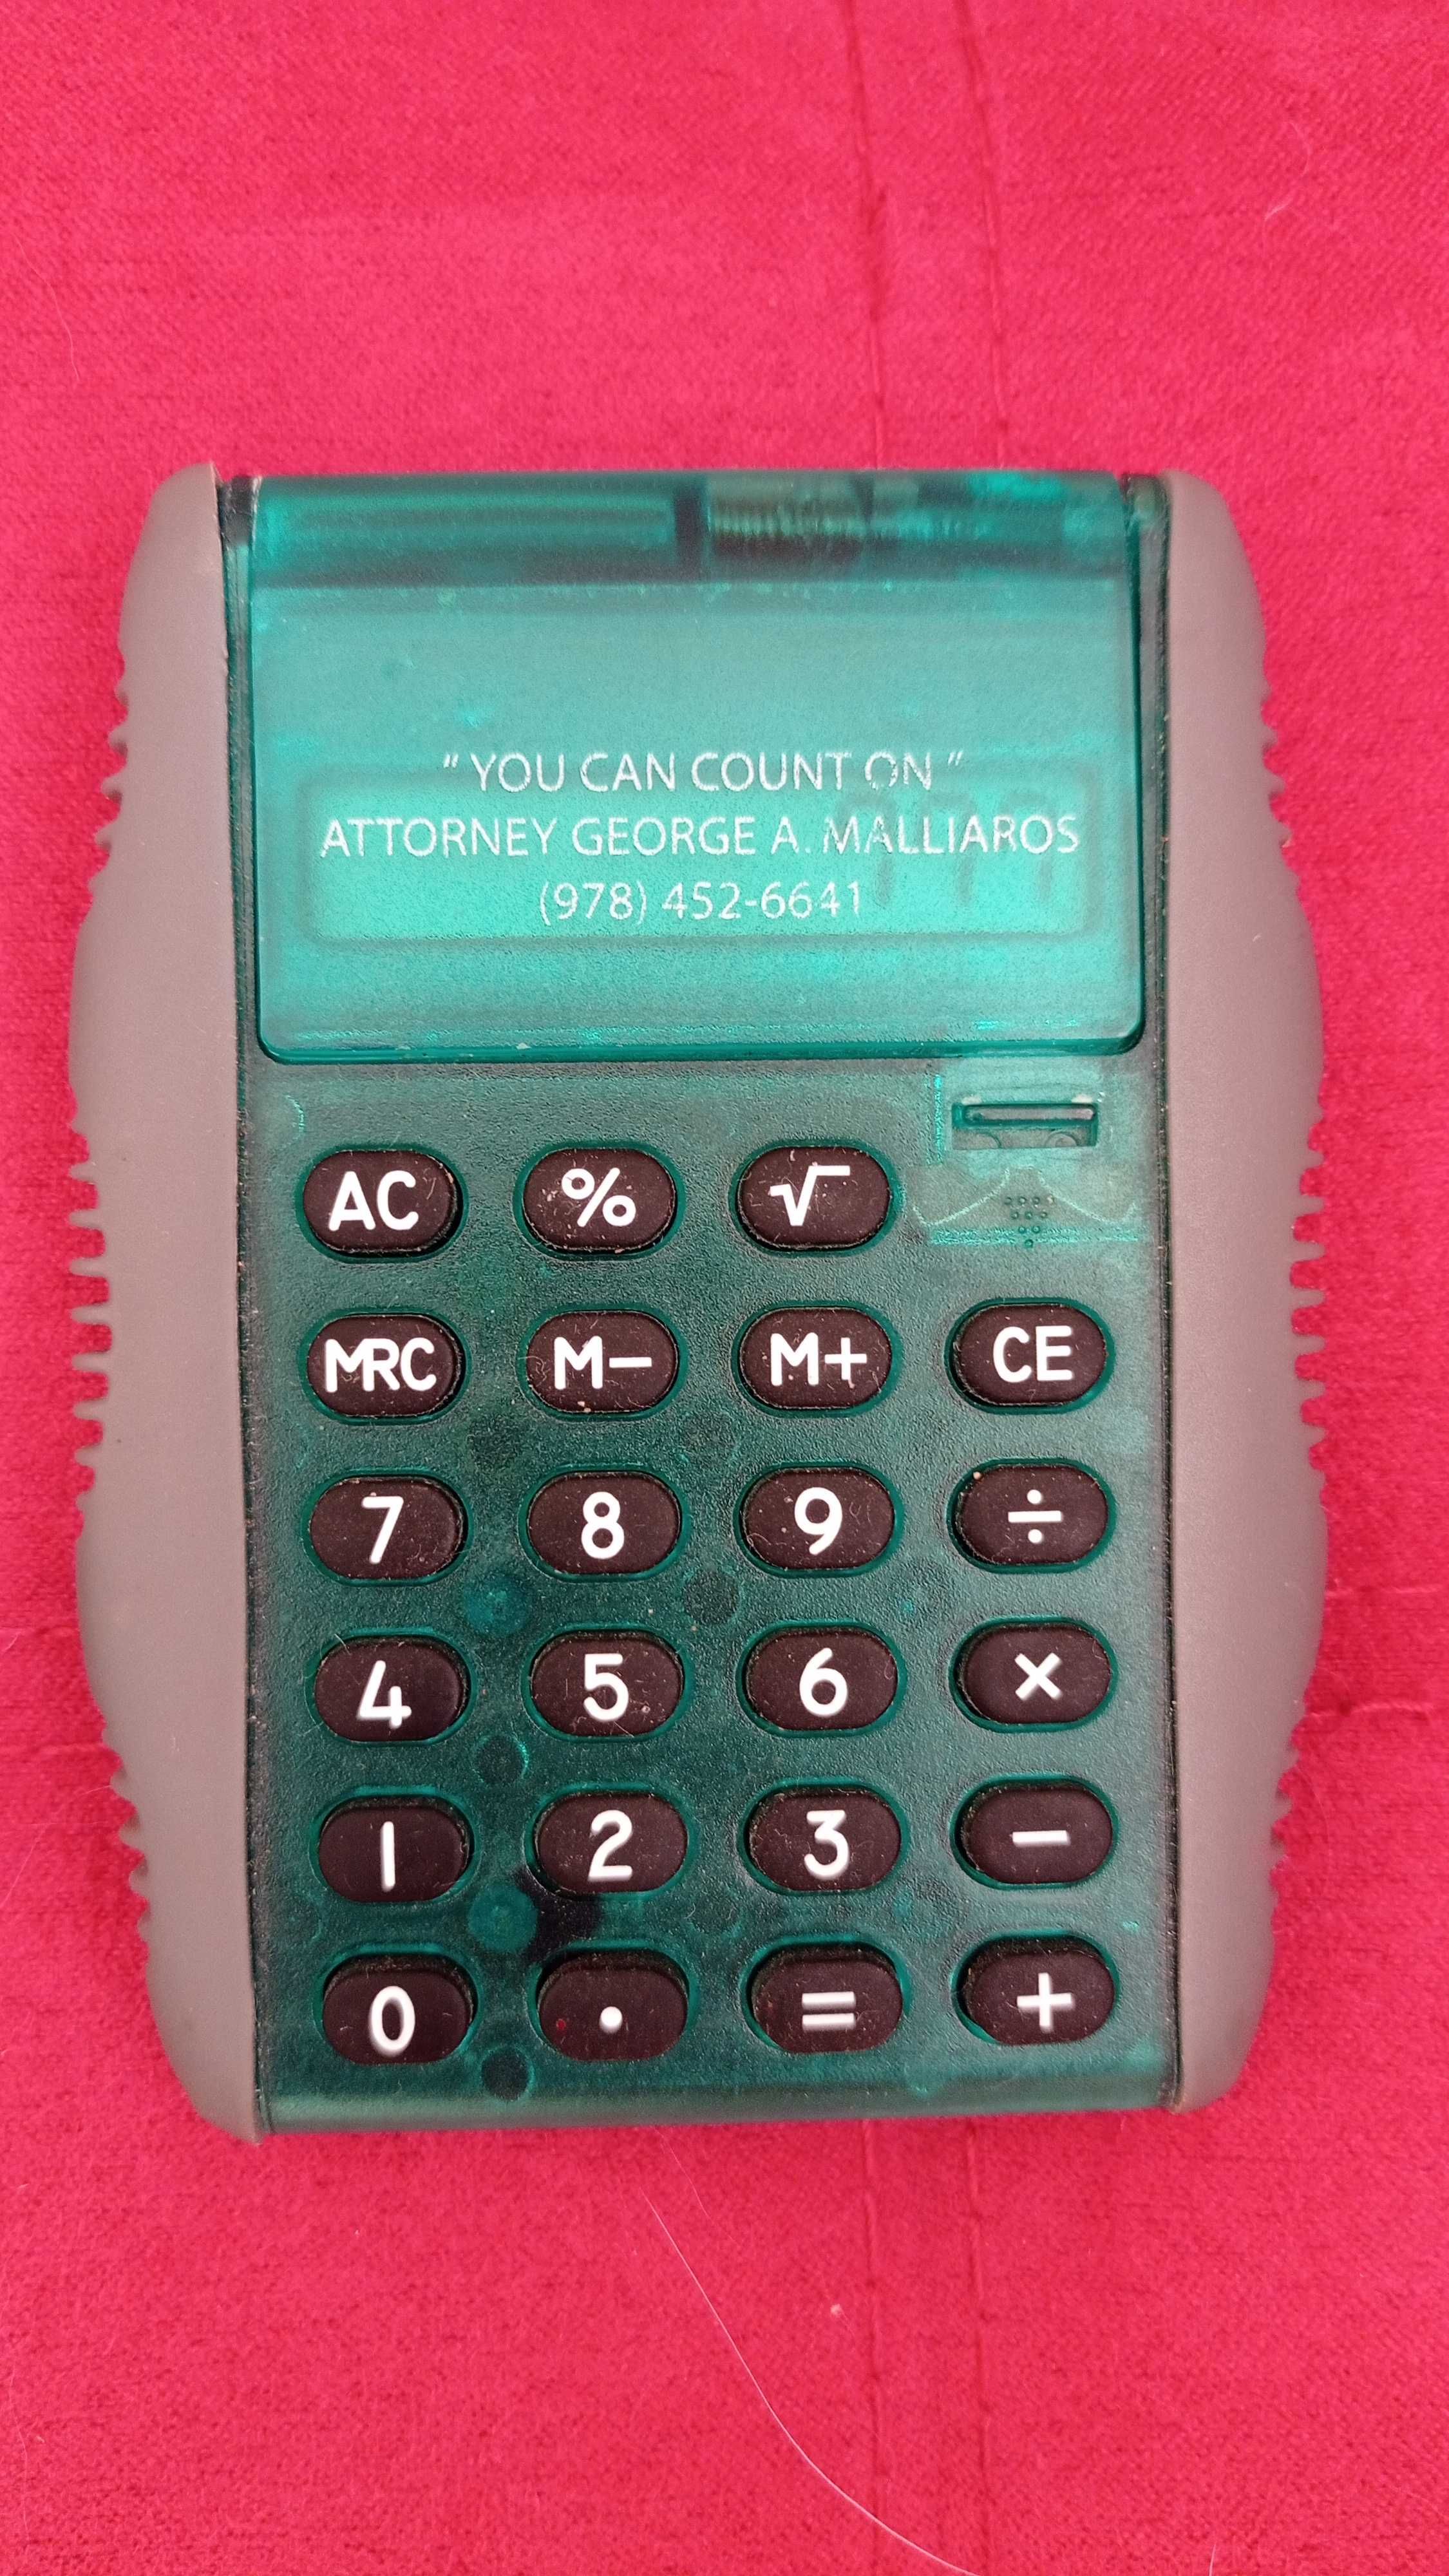 " YOU CAN COUNT ON "
ATTORNEY GEORGE A. MALLIAROS
(978) 452-6641
AC % √
MRC M− M+ CE
7 8 9 ÷
4 5 6 ×
1 2 3 −
0 . = +